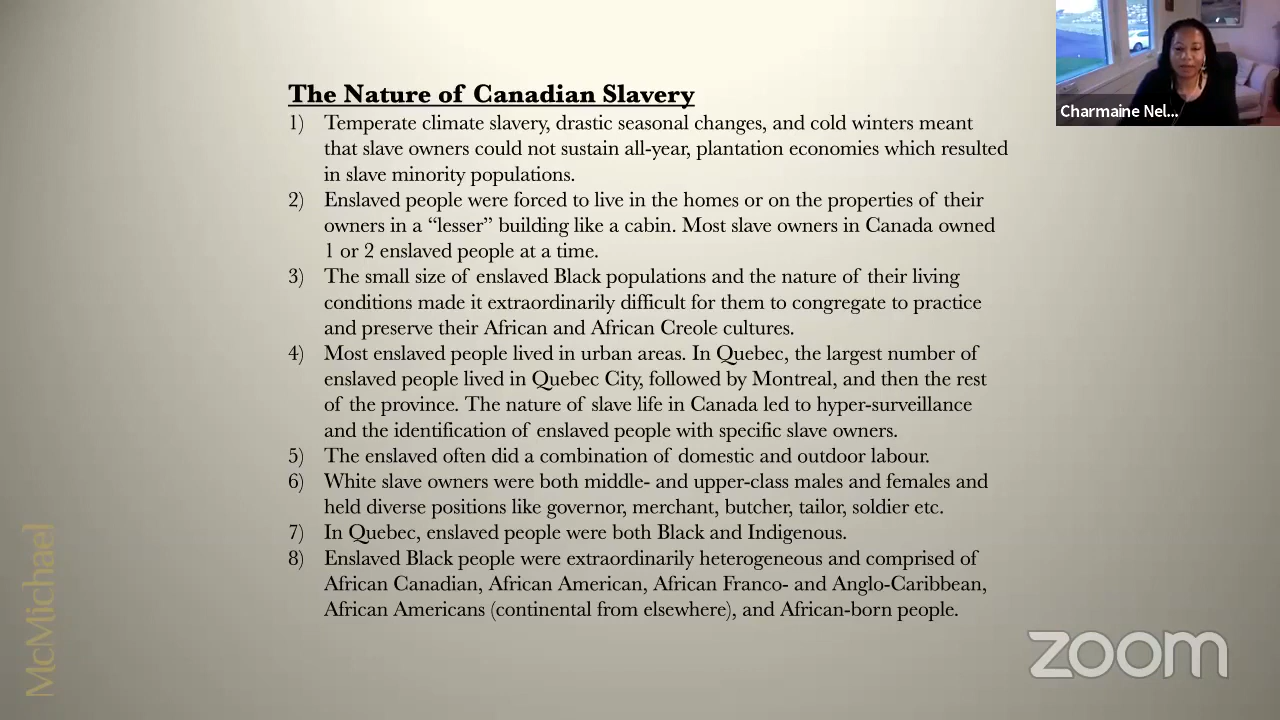 The Nature of Canadian Slavery
1) Temperate climate slavery, drastic seasonal changes, and cold winters meant
that slave owners could not sustain all-year, plantation economies which resulted
in slave minority populations.
2) Enslaved people were forced to live in the homes or on the properties of their
owners in a “lesser” building like a cabin. Most slave owners in Canada owned
1 or 2 enslaved people at a time.
3) The small size of enslaved Black populations and the nature of their living
conditions made it extraordinarily difficult for them to congregate to practice
and preserve their African and African Creole cultures.
4) Most enslaved people lived in urban areas. In Quebec, the largest number of
enslaved people lived in Quebec City, followed by Montreal, and then the rest
of the province. The nature of slave life in Canada led to hyper-surveillance
and the identification of enslaved people with specific slave owners.
5) The enslaved often did a combination of domestic and outdoor labour.
6) White slave owners were both middle- and upper-class males and females and
held diverse positions like governor, merchant, butcher, tailor, soldier etc.
7) In Quebec, enslaved people were both Black and Indigenous.
8) Enslaved Black people were extraordinarily heterogeneous and comprised of
African Canadian, African American, African Franco- and Anglo-Caribbean,
African Americans (continental from elsewhere), and African-born people.
Charmaine Nel...
McMichael
zoom